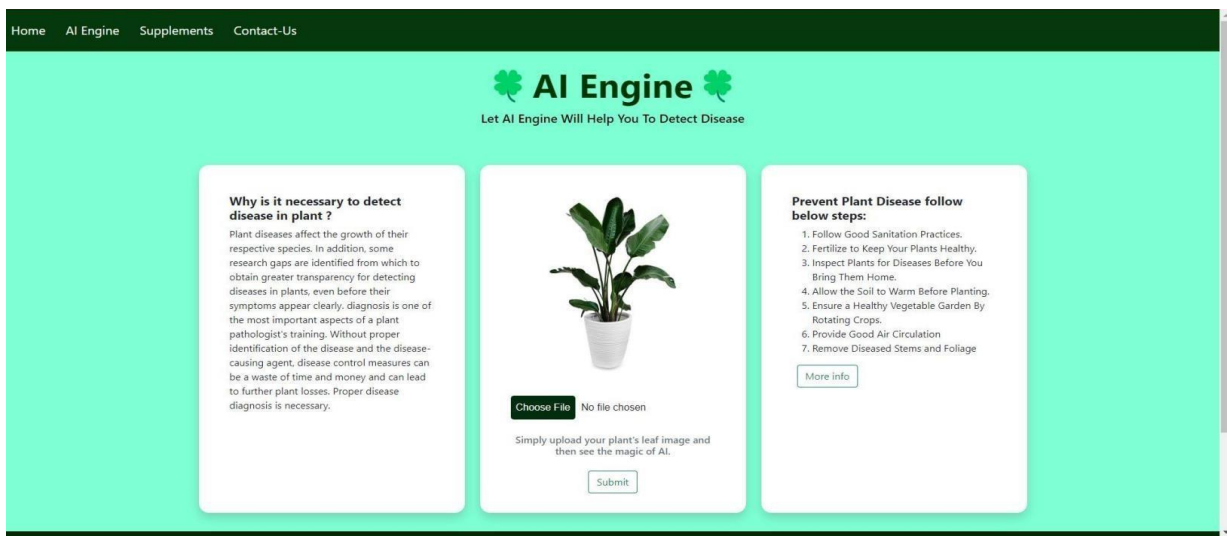 Home AI Engine Supplements Contact-Us
AI Engine
Let AI Engine Will Help You To Detect Disease
Why is it necessary to detect
disease in plant ?
Plant diseases affect the growth of their
respective species. In addition, some
research gaps are identified from which to
obtain greater transparency for detecting
diseases in plants, even before their
symptoms appear clearly. diagnosis is one of
the most important aspects of a plant
pathologist's training. Without proper
identification of the disease and the disease-
causing agent, disease control measures can
be a waste of time and money and can lead
to further plant losses. Proper disease
diagnosis is necessary.
Choose File No file chosen
Simply upload your plant's leaf image and
then see the magic of AI.
Submit
Prevent Plant Disease follow
below steps:
1. Follow Good Sanitation Practices.
2. Fertilize to Keep Your Plants Healthy.
3. Inspect Plants for Diseases Before You
Bring Them Home.
4. Allow the Soil to Warm Before Planting.
5. Ensure a Healthy Vegetable Garden By
Rotating Crops.
6. Provide Good Air Circulation
7. Remove Diseased Stems and Foliage
More info